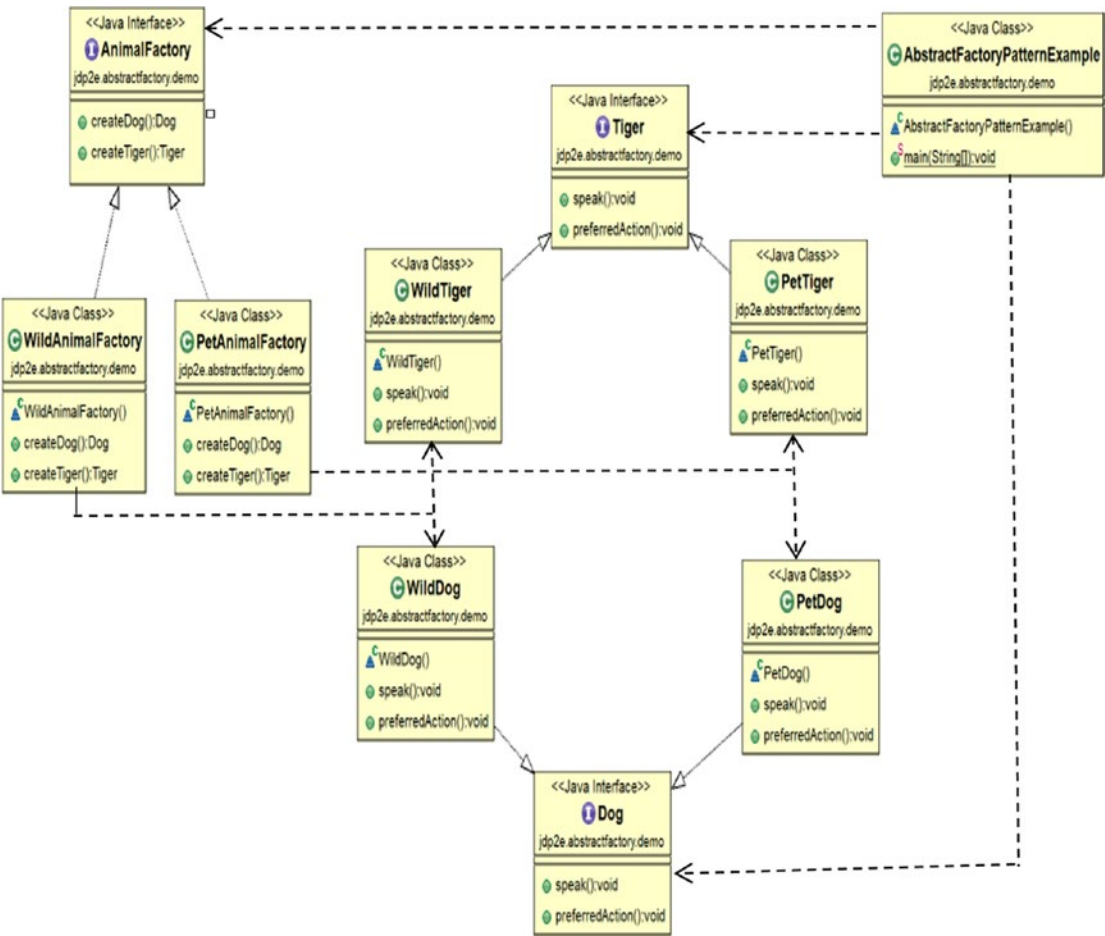 <<Java Interface>>
AnimalFactory
jdp2e.abstractfactory.demo
createDog():Dog
createTiger():Tiger
<<Java Class>>
AbstractFactoryPatternExample
jdp2e.abstractfactory.demo
AbstractFactoryPatternExample()
main(String[]):void
<<Java Interface>>
Tiger
jdp2e.abstractfactory.demo
speak():void
preferredAction():void
<<Java Class>>
WildAnimalFactory
jdp2e.abstractfactory.demo
WildAnimalFactory()
createDog():Dog
createTiger():Tiger
<<Java Class>>
PetAnimalFactory
jdp2e.abstractfactory.demo
PetAnimalFactory()
createDog():Dog
createTiger():Tiger
<<Java Class>>
WildTiger
jdp2e.abstractfactory.demo
WildTiger()
speak():void
preferredAction():void
<<Java Class>>
PetTiger
jdp2e.abstractfactory.demo
PetTiger()
speak():void
preferredAction():void
<<Java Class>>
WildDog
jdp2e.abstractfactory.demo
WildDog()
speak():void
preferredAction():void
<<Java Class>>
PetDog
jdp2e.abstractfactory.demo
PetDog()
speak():void
preferredAction():void
<<Java Interface>>
Dog
jdp2e.abstractfactory.demo
speak():void
preferredAction():void